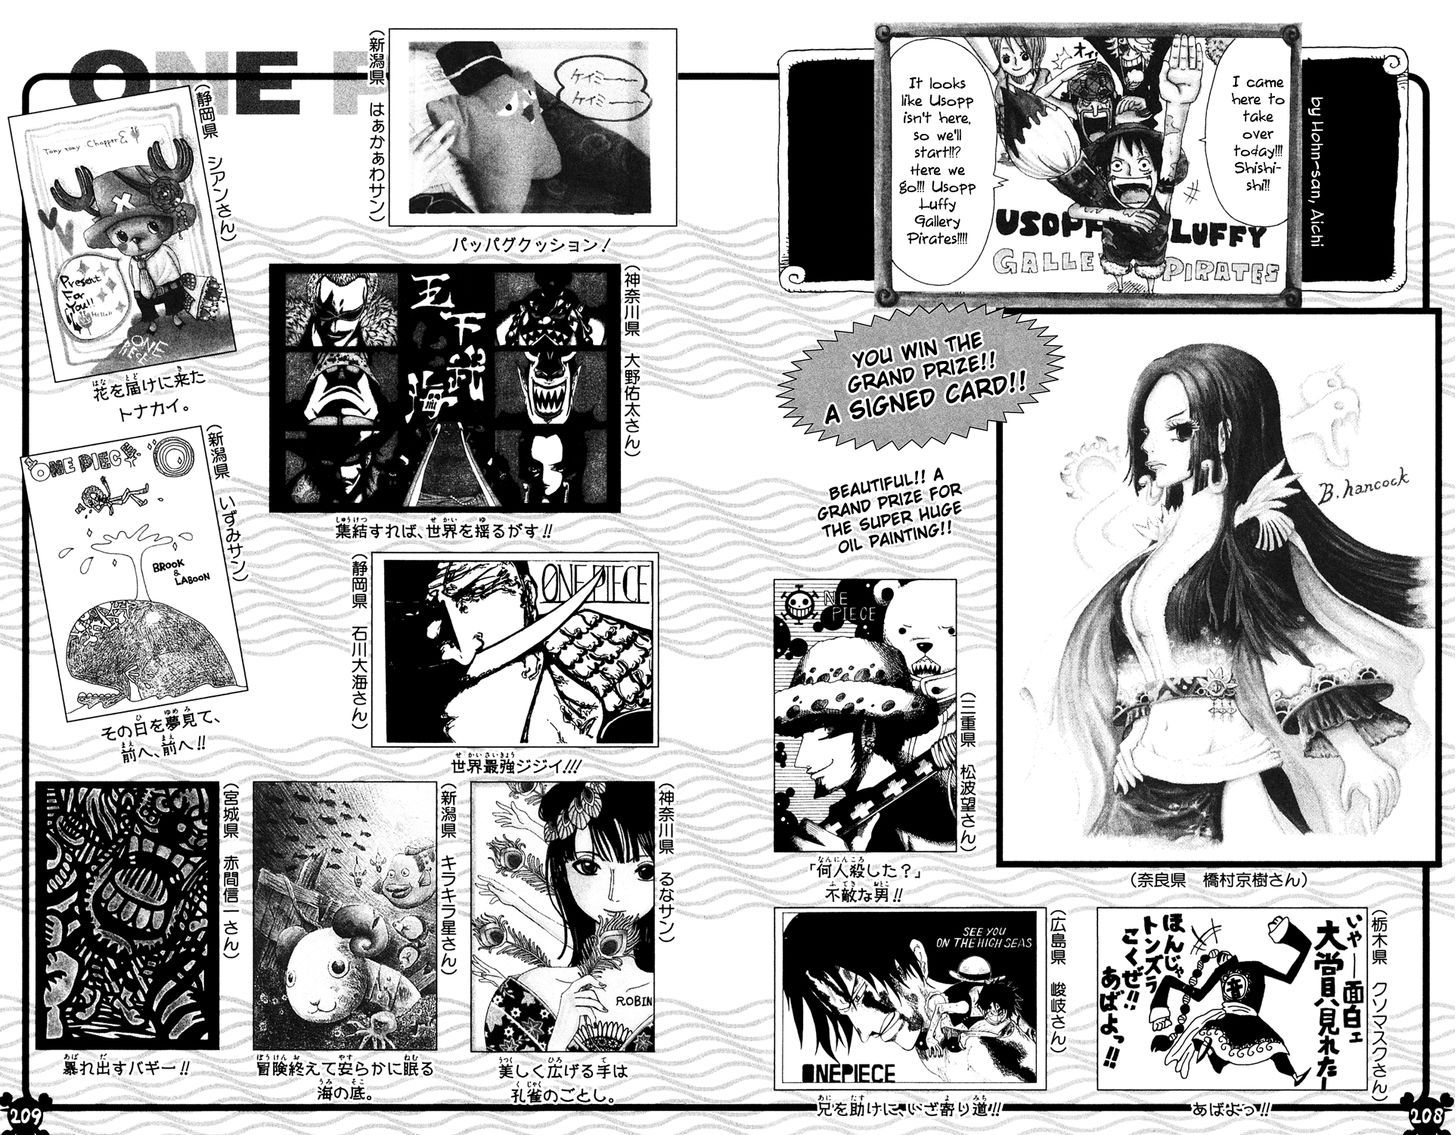 I came
here to
take
over
today!!!
Shishi-
shi!!
It looks
like Usopp
isn't here,
so we'll
start!!?
Here we
go!!! Usopp
Luffy
Gallery
Pirates!!!!
オイ
USOPP LUFFY
GALLE PIRATES
by Hohn-san, Aichi
YOU WIN THE
GRAND PRIZE!!
A SIGNED CARD!!
BEAUTIFUL!! A
GRAND PRIZE FOR
THE SUPER HUGE
OIL PAINTING!!
B.hancock
(奈良県 橋村京樹さん)
NE
PIECE
(三重県 松波望さん)
「何人殺した?」
不敵な男!!
いやー面白ェ
大賞見れたー
ほんじゃ
トンズラ
こくぜ!!
あばよっ!!
(栃木県 クソマスクさん)
あばよっ!!
SEE YOU
ON THE HIGH SEAS
ONEPIECE
(広島県 峻岐さん)
兄を助けに、いざ寄り道!!!
208
ONE P
ケイミー
ケイミー
(新潟県 はぁかぁわサン)
パッパグクッション!
Tony tony Chopper
Present
For
You!!
ONE
PIECE
(静岡県 シアンさん)
花を届けに来た
トナカイ。
王下七武海
(神奈川県 大野佑太さん)
集結すれば、世界を揺るがす!!
ONE PIECE
BROOK
&
LABOON
(新潟県 いずみサン)
その日を夢見て、
前へ、前へ!!
ONE PIECE
(静岡県 石川大海さん)
世界最強ジジイ!!!
ROBIN
(神奈川県 るなサン)
美しく広げる手は
孔雀のごとし。
(新潟県 キラキラ星さん)
冒険終えて安らかに眠る
海の底。
(宮城県 赤間信一さん)
暴れ出すバギー!!
209